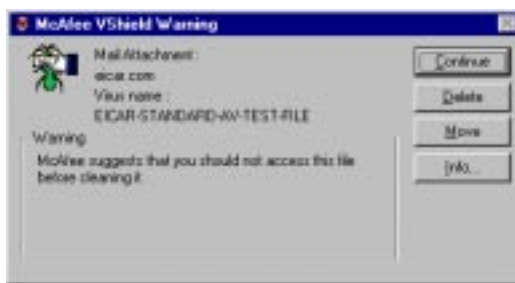 McAfee VShield Warning
Mail Attachment :
eicar.com
Virus name :
EICAR-STANDARD-AV-TEST-FILE
Warning
McAfee suggests that you should not access this file
before cleaning it.
Continue
Delete
Move
Info...